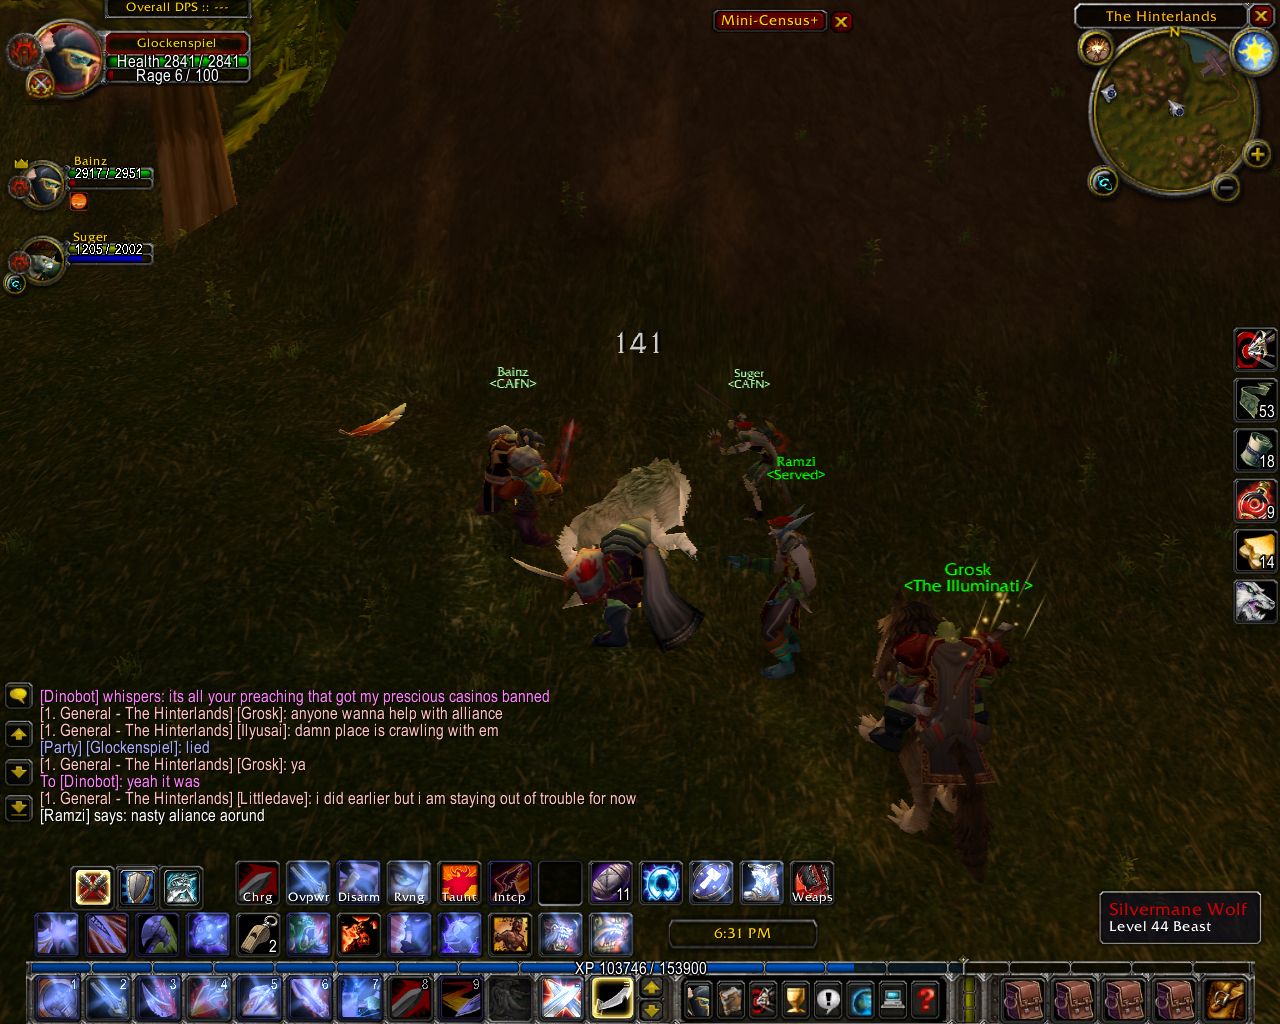 Overall DPS :: ---
Glockenspiel
Health 2841 / 2841
Rage 6 / 100
Mini-Census+
The Hinterlands
N
Bainz
2917 / 2951
Suger
1205 / 2002
141
Bainz
<CAFN>
Suger
<CAFN>
Ramzi
<Served>
Grosk
<The Illuminati >
53
18
9
14
[Dinobot] whispers: its all your preaching that got my prescious casinos banned
[1. General - The Hinterlands] [Grosk]: anyone wanna help with alliance
[1. General - The Hinterlands] [Ilyusai]: damn place is crawling with em
[Party] [Glockenspiel]: lied
[1. General - The Hinterlands] [Grosk]: ya
To [Dinobot]: yeah it was
[1. General - The Hinterlands] [Littledave]: i did earlier but i am staying out of trouble for now
[Ramzi] says: nasty aliance aorund
Chrg Ovpwr Disarm Rvng Taunt Intcp 11 Weaps
2
6:31 PM
Silvermane Wolf
Level 44 Beast
XP 103746 / 153900
1 2 3 4 5 6 7 8 9